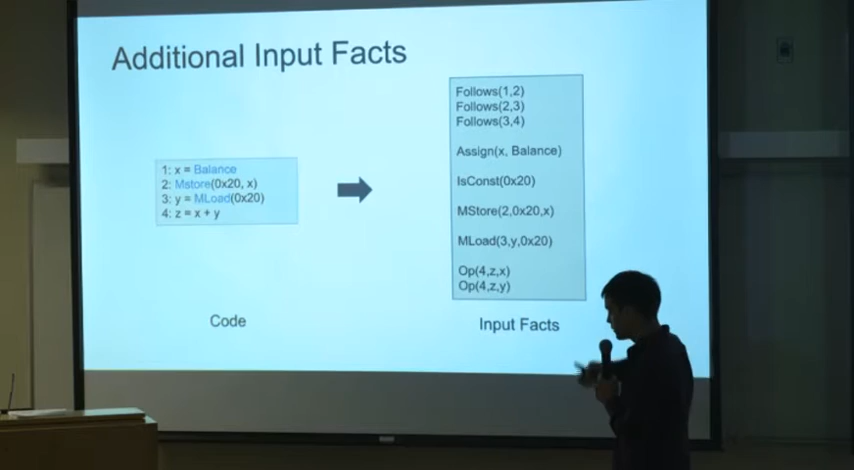 Additional Input Facts
1: x = Balance
2: Mstore(0x20, x)
3: y = MLoad(0x20)
4: z = x + y
Code
Follows(1,2)
Follows(2,3)
Follows(3,4)
Assign(x, Balance)
IsConst(0x20)
MStore(2,0x20,x)
MLoad(3,y,0x20)
Op(4,z,x)
Op(4,z,y)
Input Facts